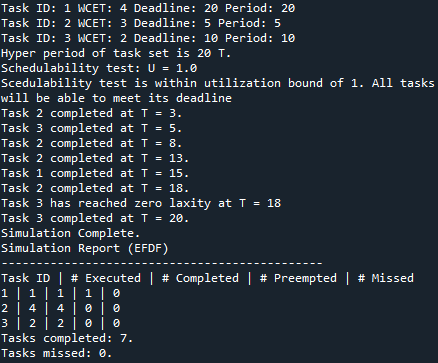 Task ID: 1 WCET: 4 Deadline: 20 Period: 20
Task ID: 2 WCET: 3 Deadline: 5 Period: 5
Task ID: 3 WCET: 2 Deadline: 10 Period: 10
Hyper period of task set is 20 T.
Schedulability test: U = 1.0
Scedulability test is within utilization bound of 1. All tasks
will be able to meet its deadline
Task 2 completed at T = 3.
Task 3 completed at T = 5.
Task 2 completed at T = 8.
Task 2 completed at T = 13.
Task 1 completed at T = 15.
Task 2 completed at T = 18.
Task 3 has reached zero laxity at T = 18
Task 3 completed at T = 20.
Simulation Complete.
Simulation Report (EFDF)
----------------------------------------------
Task ID | # Executed | # Completed | # Preempted | # Missed
1 | 1 | 1 | 1 | 0
2 | 4 | 4 | 0 | 0
3 | 2 | 2 | 0 | 0
Tasks completed: 7.
Tasks missed: 0.